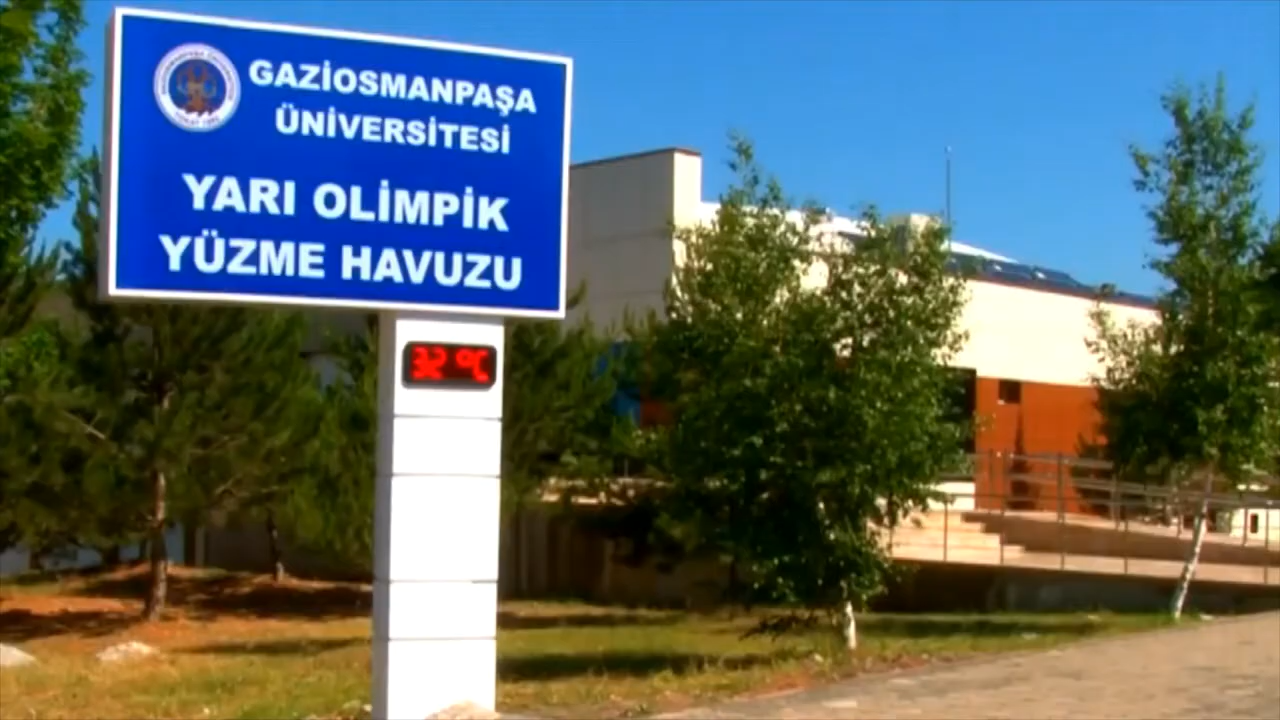 GAZİOSMANPAŞA
ÜNİVERSİTESİ
YARI OLİMPİK
YÜZME HAVUZU
32 °C